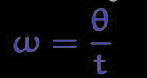 ω = θ/t